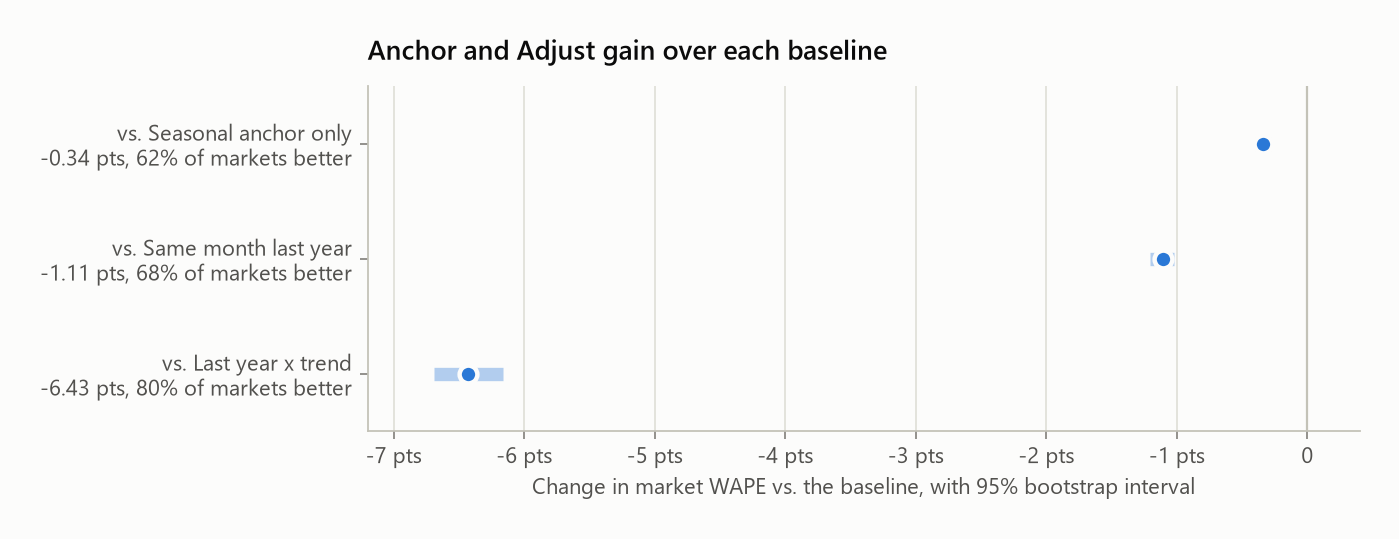 Anchor and Adjust gain over each baseline
vs. Seasonal anchor only
-0.34 pts, 62% of markets better
vs. Same month last year
-1.11 pts, 68% of markets better
vs. Last year x trend
-6.43 pts, 80% of markets better
-7 pts -6 pts -5 pts -4 pts -3 pts -2 pts -1 pts 0
Change in market WAPE vs. the baseline, with 95% bootstrap interval